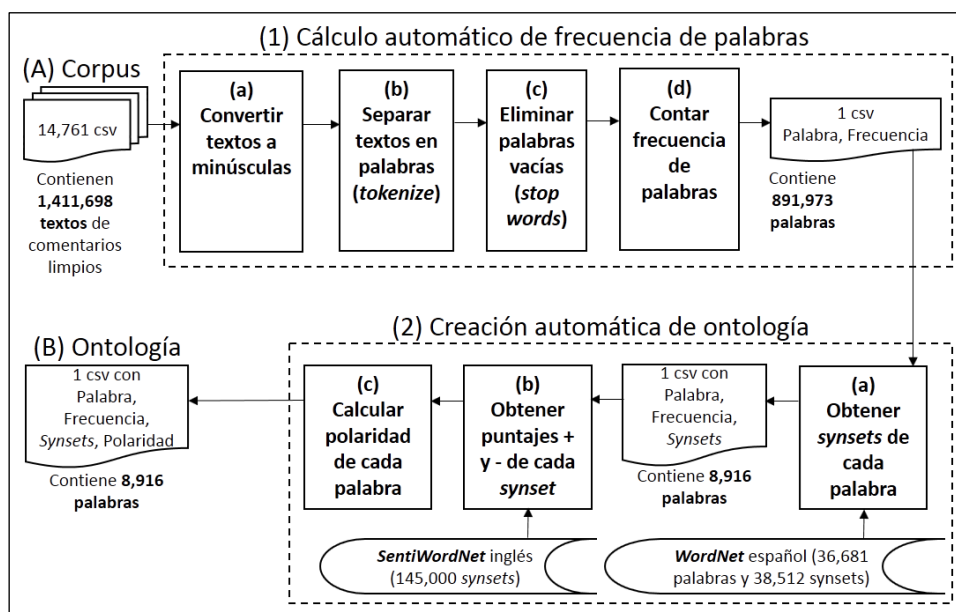 (1) Cálculo automático de frecuencia de palabras
(A) Corpus
14,761 csv
Contienen
1,411,698
textos de
comentarios
limpios
(a)
Convertir
textos a
minúsculas
(b)
Separar
textos en
palabras
(tokenize)
(c)
Eliminar
palabras
vacías
(stop
words)
(d)
Contar
frecuencia
de
palabras
1 csv
Palabra, Frecuencia
Contiene
891,973
palabras
(2) Creación automática de ontología
(a)
Obtener
synsets de
cada
palabra
WordNet español (36,681
palabras y 38,512 synsets)
1 csv con
Palabra,
Frecuencia,
Synsets
Contiene 8,916
palabras
(b)
Obtener
puntajes +
y - de cada
synset
SentiWordNet inglés
(145,000 synsets)
(c)
Calcular
polaridad
de cada
palabra
(B) Ontología
1 csv con
Palabra,
Frecuencia,
Synsets, Polaridad
Contiene 8,916
palabras